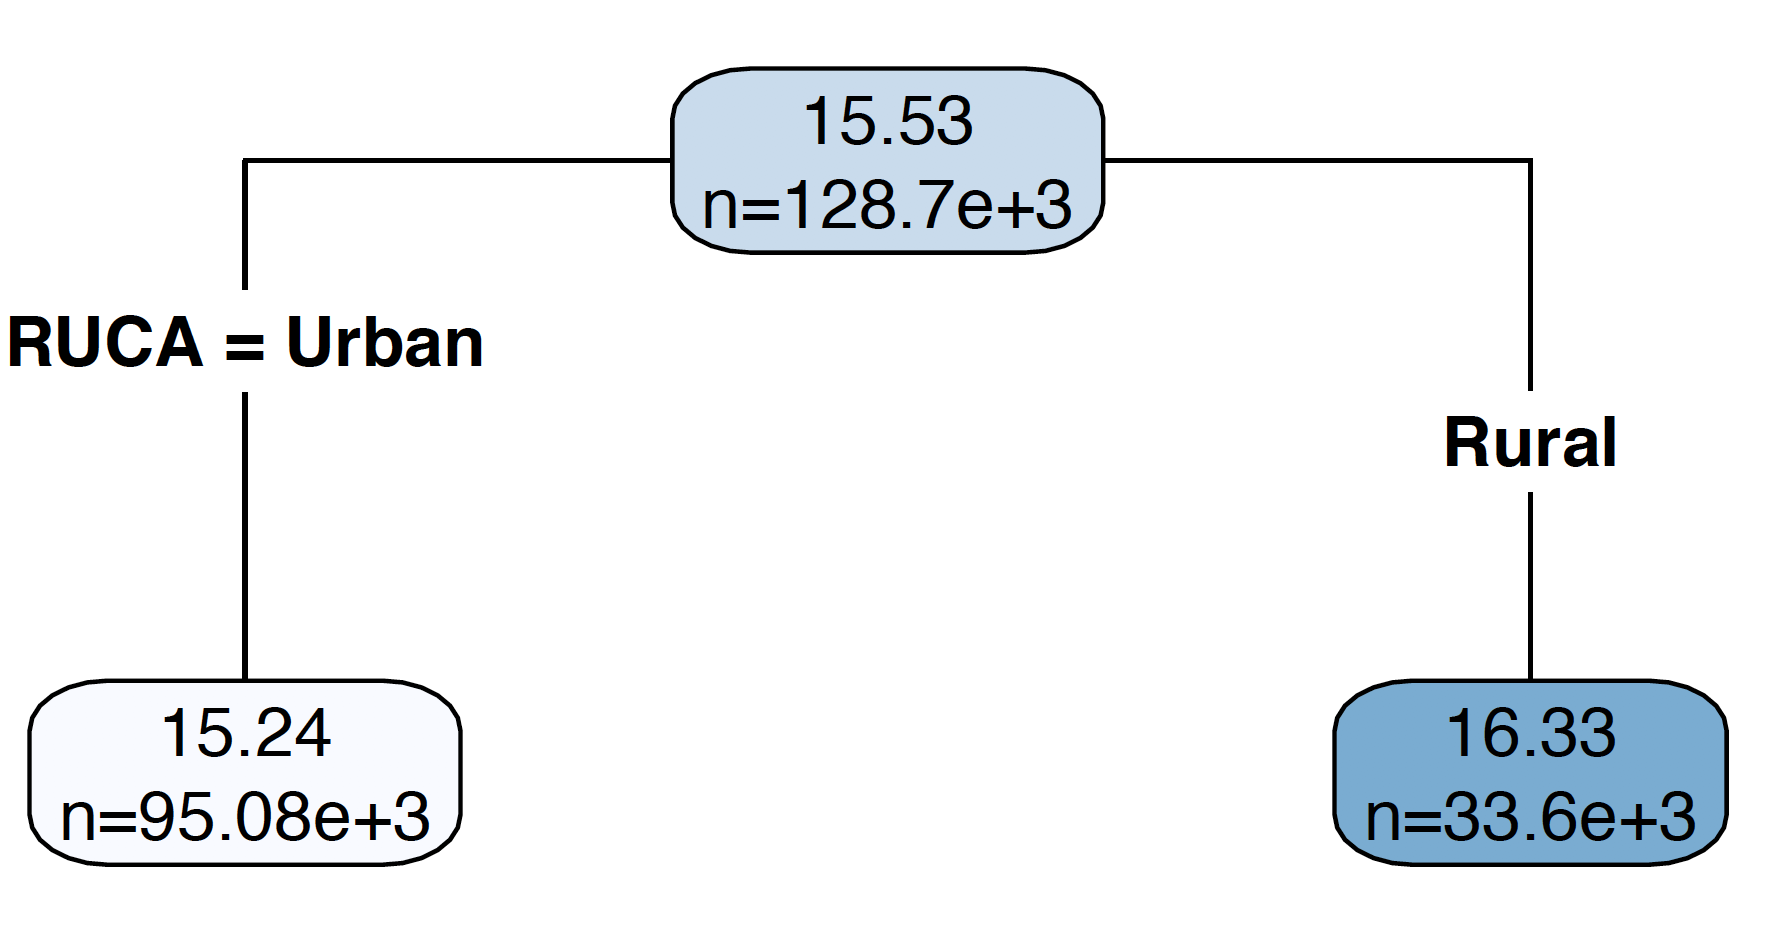 15.53
n=128.7e+3
RUCA = Urban
Rural
15.24
n=95.08e+3
16.33
n=33.6e+3